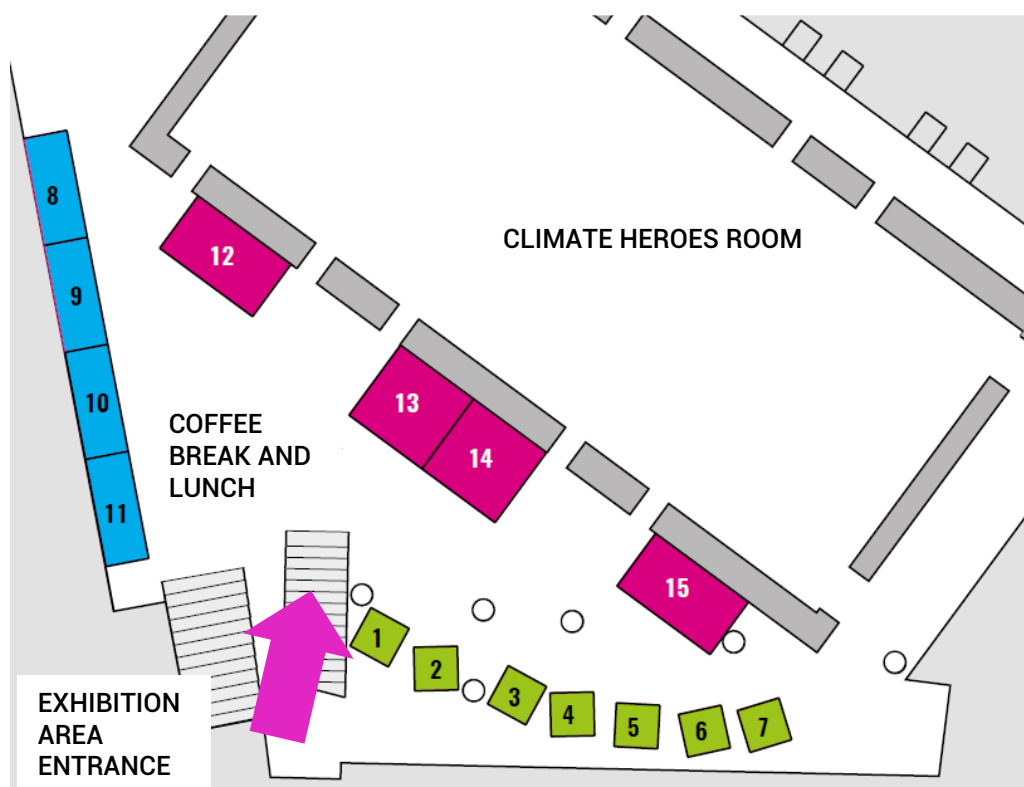 8
9
10
11
12
CLIMATE HEROES ROOM
13
14
COFFEE
BREAK AND
LUNCH
15
1
2
3
4
5
6
7
EXHIBITION
AREA
ENTRANCE